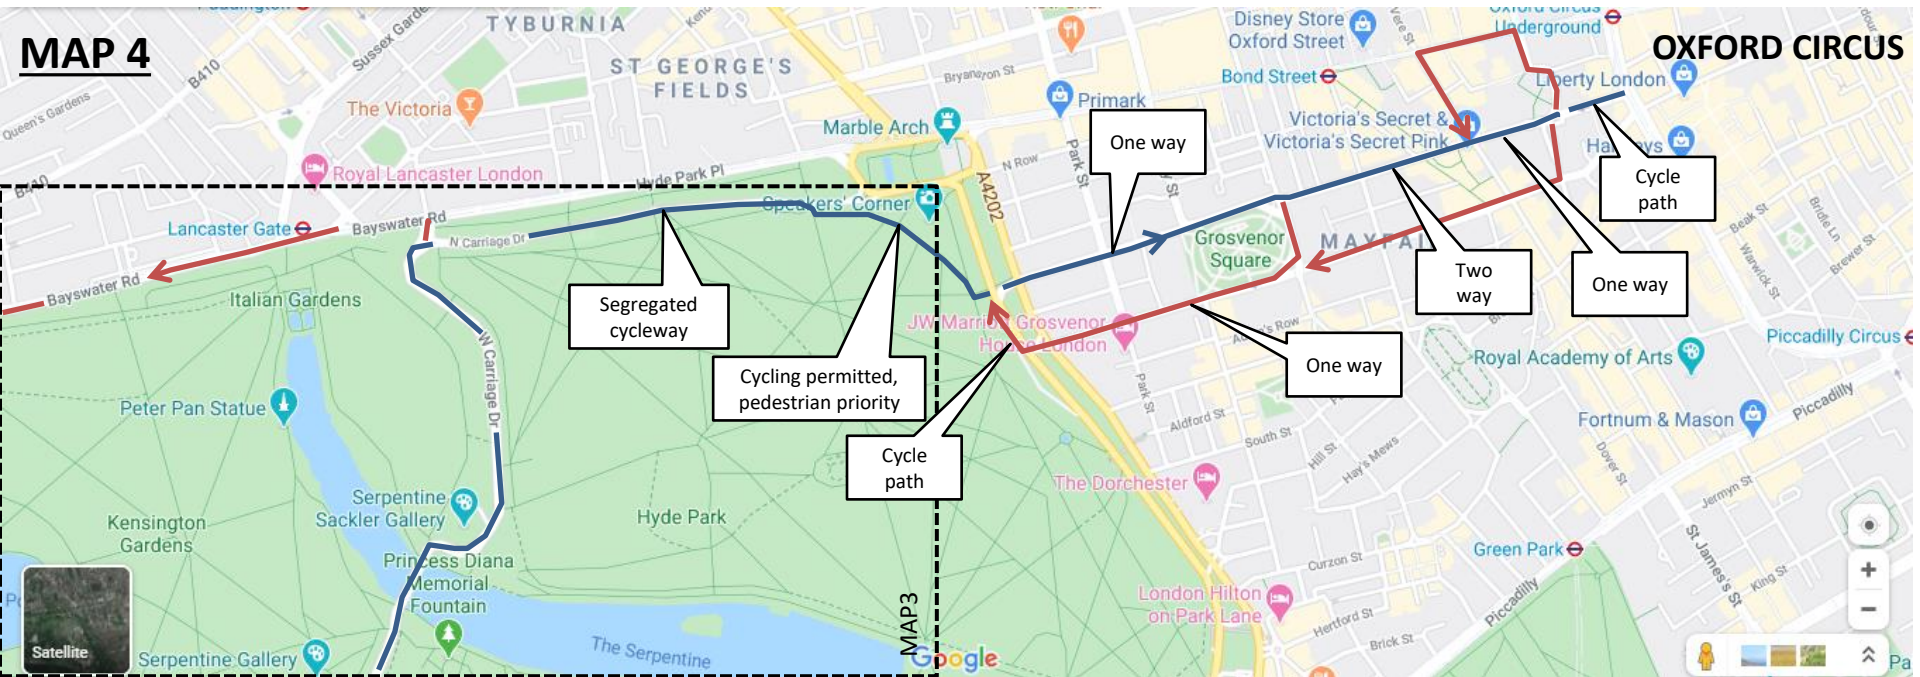 MAP 4
OXFORD CIRCUS
TYBURNIA
ST GEORGE'S
FIELDS
Sussex Gardens
B410
Queen's Gardens
B410
The Victoria
Royal Lancaster London
Hyde Park Pl
Lancaster Gate
Bayswater Rd
N Carriage Dr
Bayswater Rd
Italian Gardens
W Carriage Dr
Peter Pan Statue
Serpentine
Sackler Gallery
Kensington
Gardens
Princess Diana
Memorial
Fountain
Serpentine Gallery
The Serpentine
Hyde Park
Satellite
MAP3
Google
Marble Arch
Speakers' Corner
A4202
N Row
Park St
Primark
Disney Store
Oxford Street
Bond Street
Vere St
Oxford Circus
Underground
Liberty London
Victoria's Secret &
Victoria's Secret Pink
One way
Cycle
path
Grosvenor
Square
MAYFAI
Two
way
One way
Segregated
cycleway
Cycling permitted,
pedestrian priority
Cycle
path
One way
JW Marrio Grosvenor
House London
Park St
Aldford St
South St
Hill St
Hay's Mews
The Dorchester
Royal Academy of Arts
Piccadilly Circus
Fortnum & Mason
Piccadilly
Dover St
Jermyn St
St James's St
King St
Green Park
Piccadilly
Curzon St
London Hilton
on Park Lane
Hertford St
Brick St
Beak St
Bridle Ln
Warwick St
Brewer St